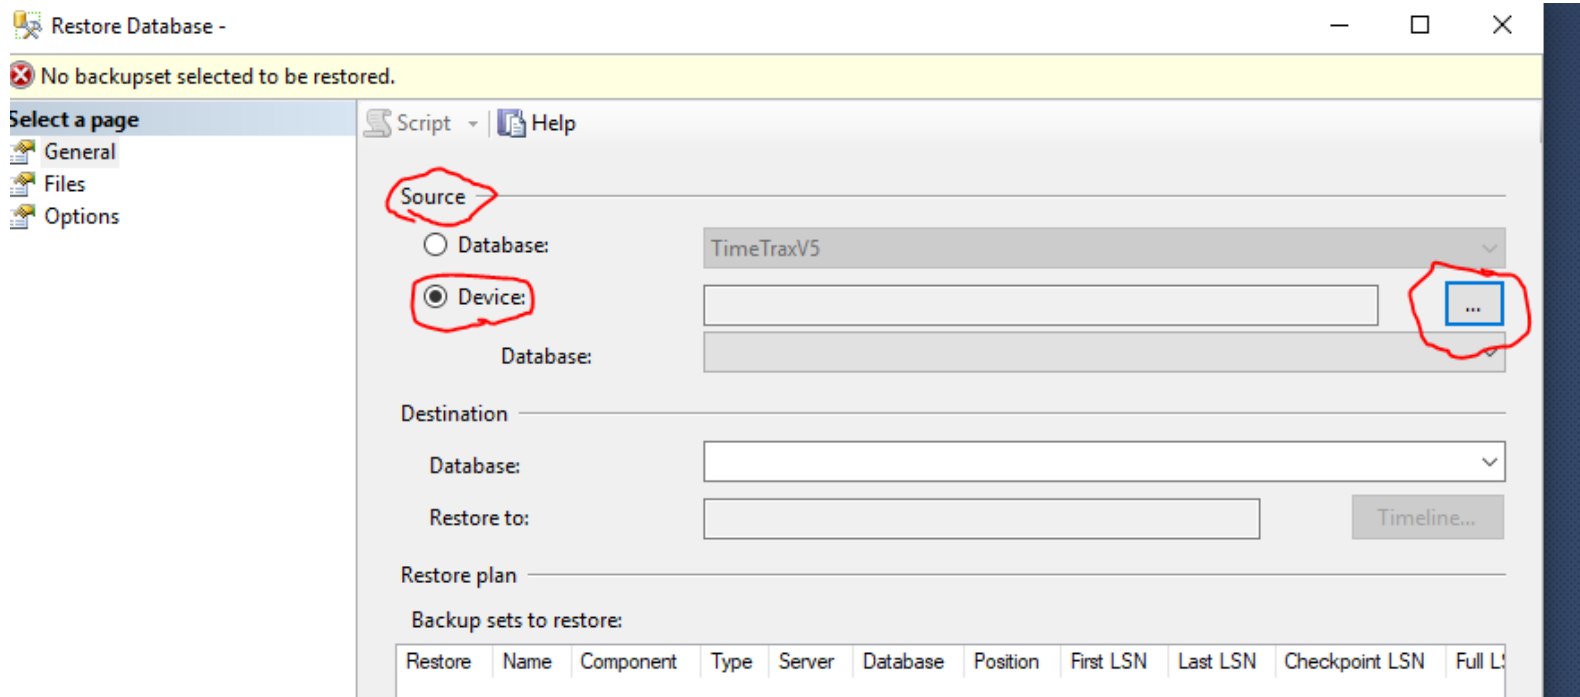 Restore Database -
No backupset selected to be restored.
Select a page
General
Files
Options
Script
Help
Source
Database:
TimeTraxV5
Device:
...
Database:
Destination
Database:
Restore to:
Timeline...
Restore plan
Backup sets to restore:
Restore Name Component Type Server Database Position First LSN Last LSN Checkpoint LSN Full